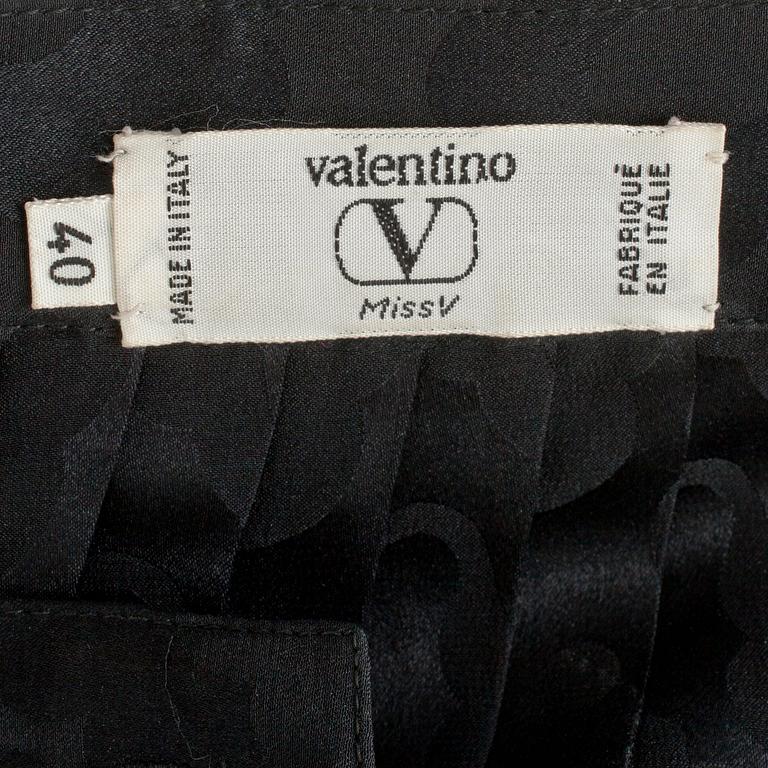 40
MADE IN ITALY
valentino
V
MissV
FABRIQUÉ
EN ITALIE